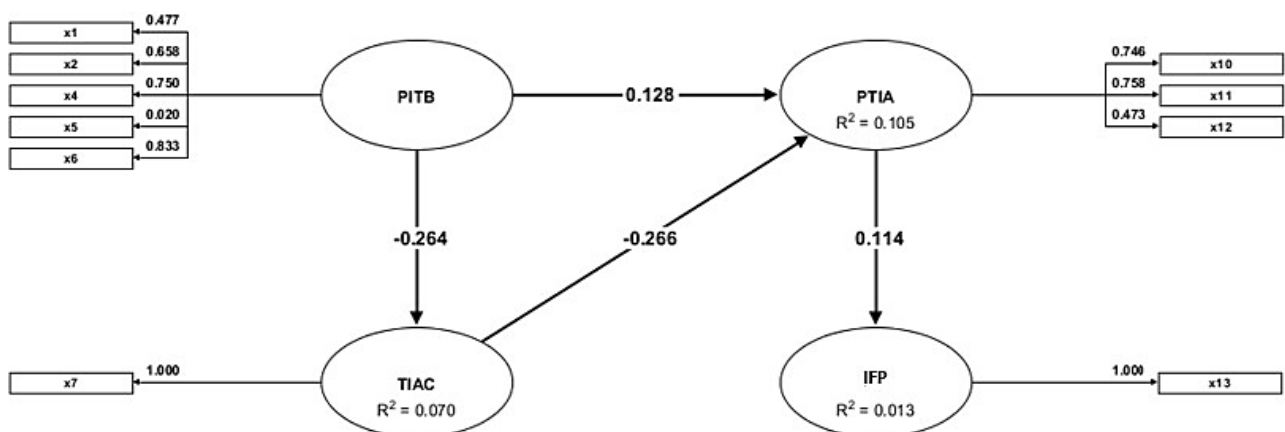 0.477
x1
0.658
x2
0.750
x4
0.020
x5
0.833
x6
PITB
0.128
PTIA
R² = 0.105
0.746
x10
0.758
x11
0.473
x12
-0.264
-0.266
0.114
1.000
x7
TIAC
R² = 0.070
IFP
R² = 0.013
1.000
x13